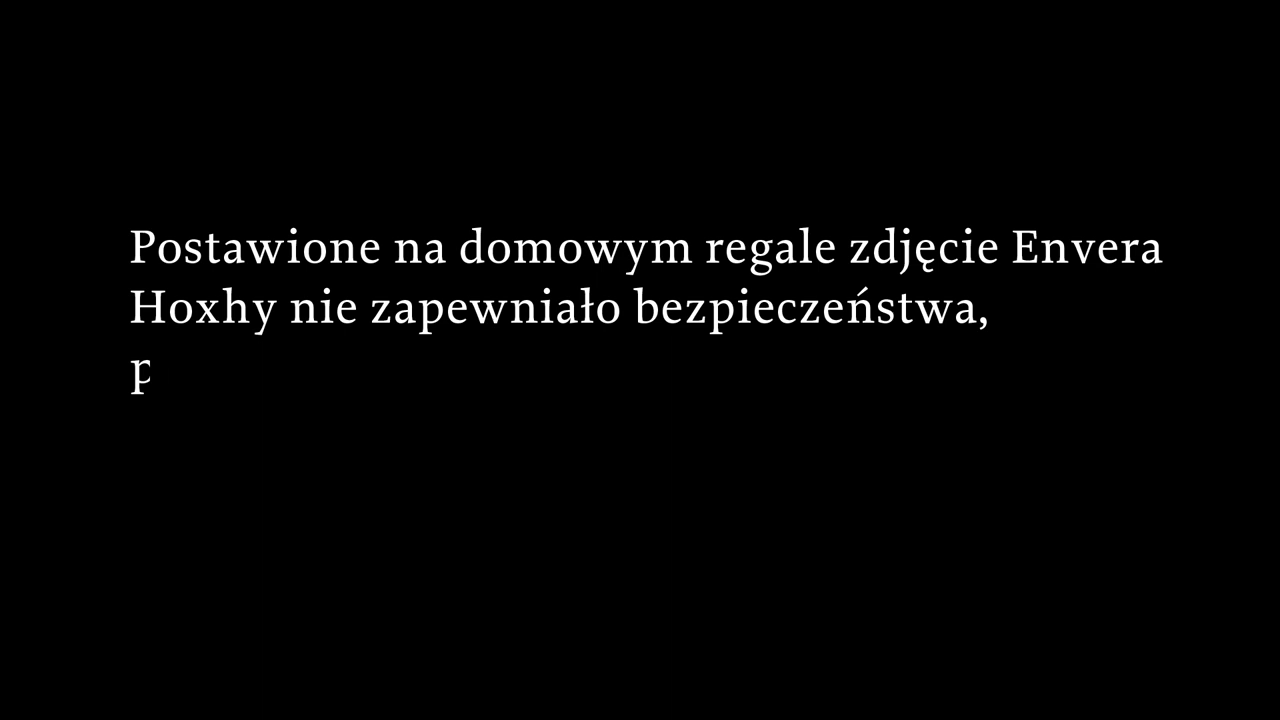 Postawione na domowym regale zdjęcie Envera
Hoxhy nie zapewniało bezpieczeństwa,